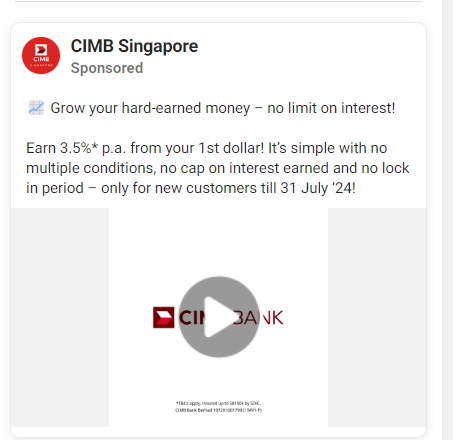 CIMB
SINGAPORE
CIMB Singapore
Sponsored
Grow your hard-earned money – no limit on interest!
Earn 3.5%* p.a. from your 1st dollar! It's simple with no
multiple conditions, no cap on interest earned and no lock
in period – only for new customers till 31 July '24!
CIMB BANK
*T&Cs apply. Insured up to S$100k by SDIC.
CIMB Bank Berhad 197201001799 (13491-P)